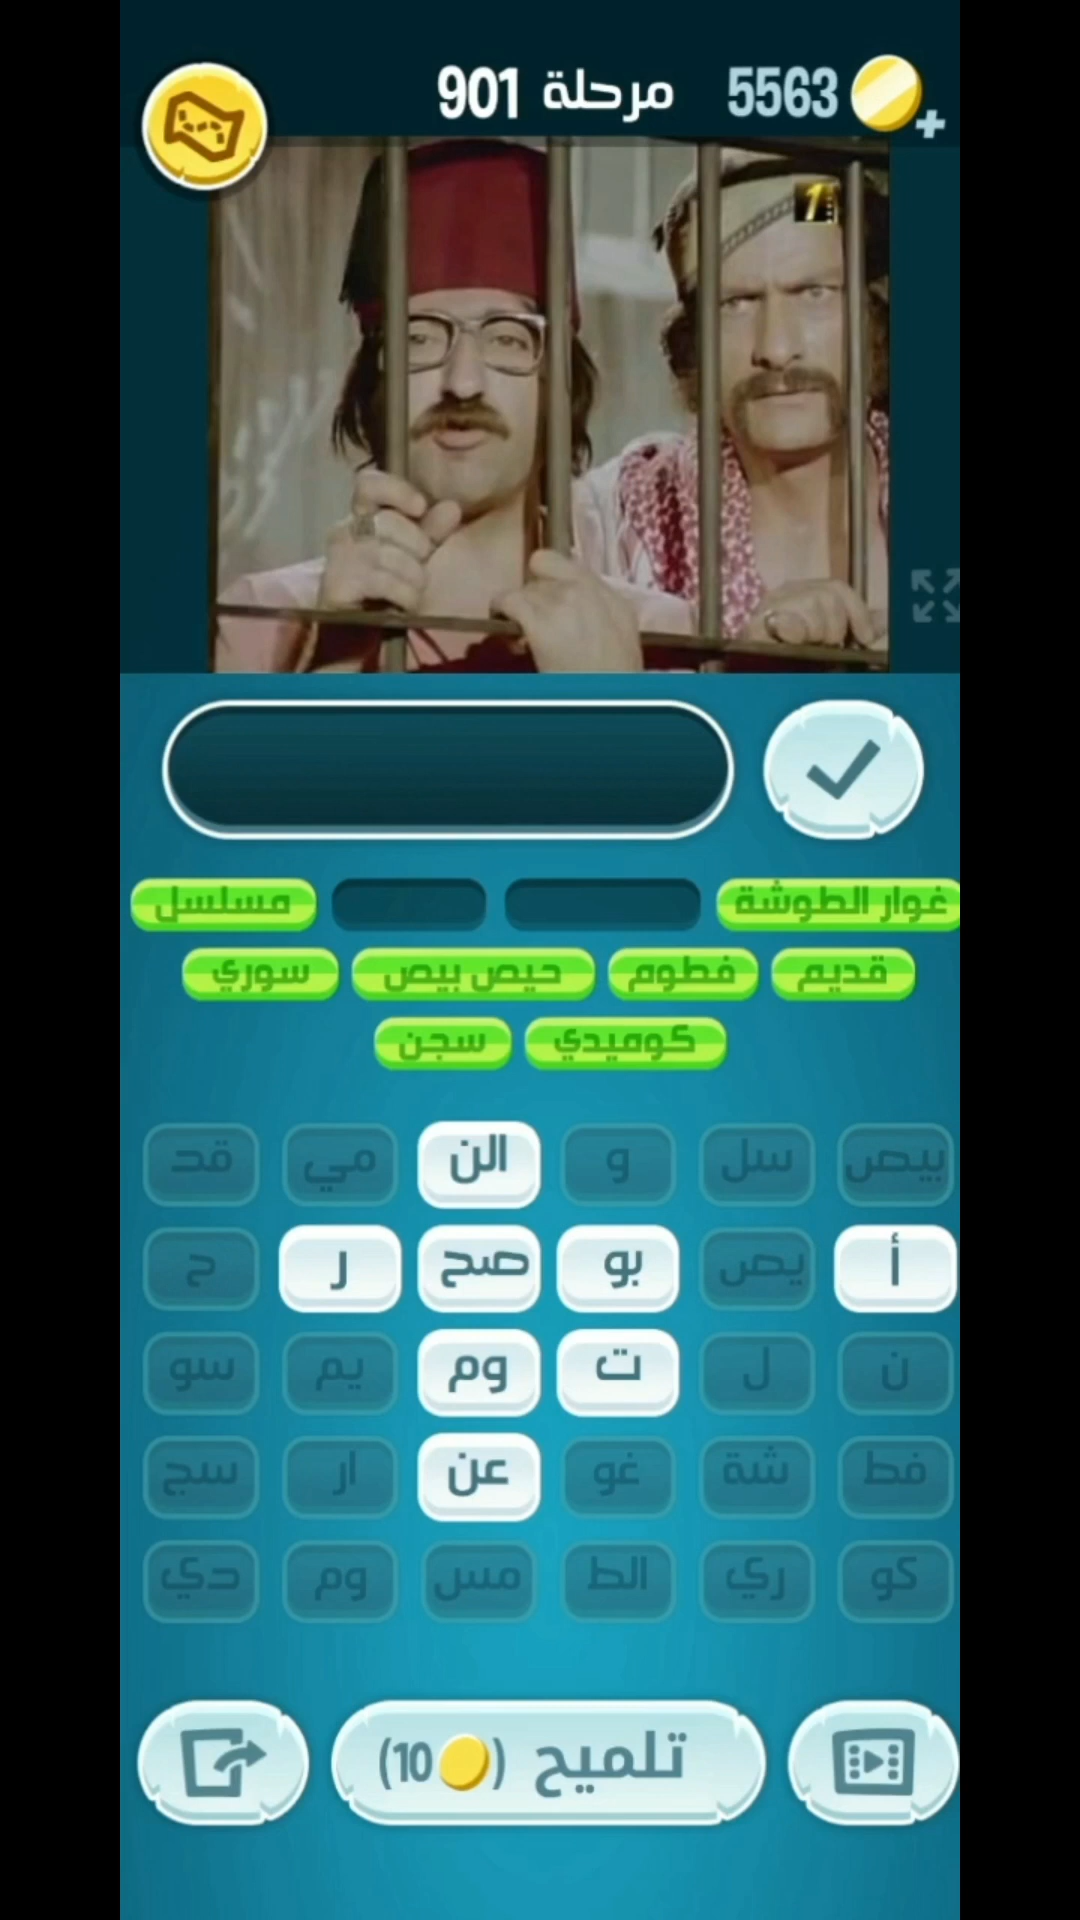 مرحلة 901 5563
1
غوار الطوشة مسلسل
قديم فطوم حيص بيص سوري
كوميدي سجن
بيص سل و الن مي قد
أ يص بو صح ر ح
ن ل ت وم يم سو
فط شة غو عن ار سج
كو ري الط مس وم دي
تلميح (10)